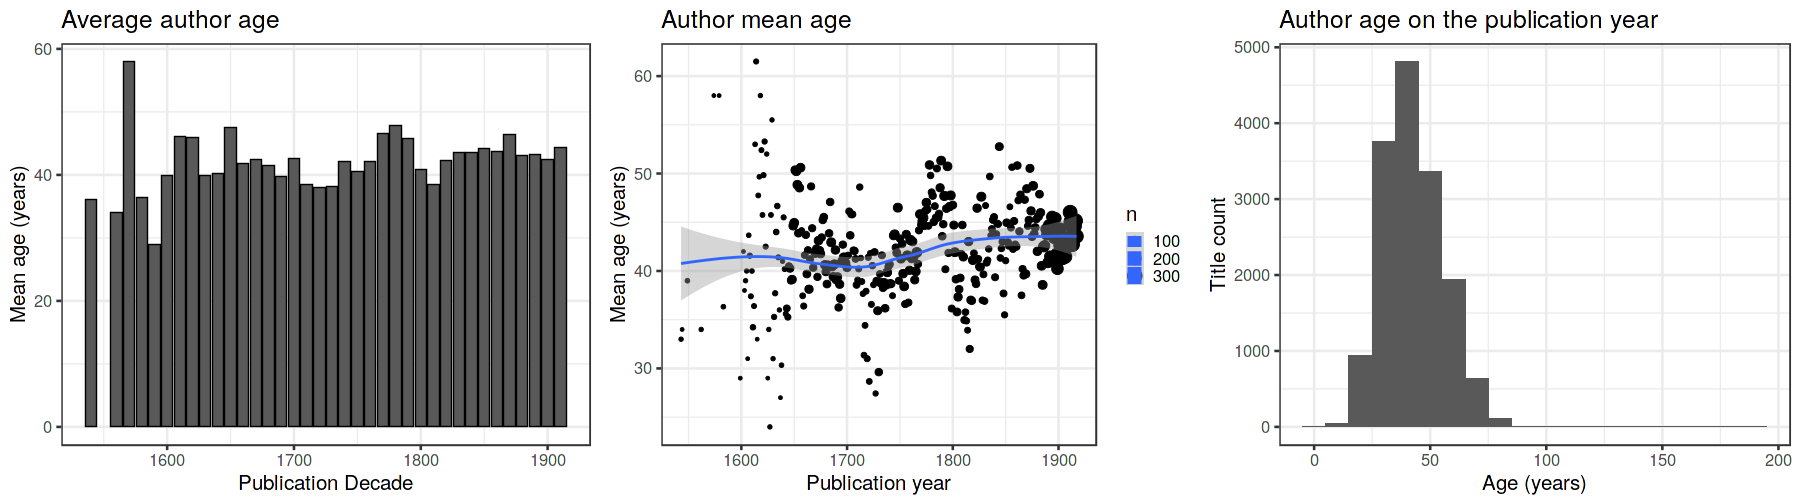 Average author age
60
40
20
0
Mean age (years)
1600 1700 1800 1900
Publication Decade
Author mean age
60
50
40
30
Mean age (years)
1600 1700 1800 1900
Publication year
n
100
200
300
Author age on the publication year
5000
4000
3000
2000
1000
0
Title count
0 50 100 150 200
Age (years)